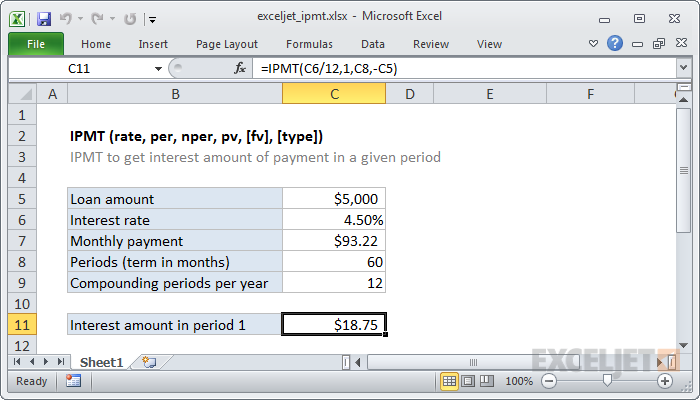 exceljet_ipmt.xlsx - Microsoft Excel
File Home Insert Page Layout Formulas Data Review View
C11 fx =IPMT(C6/12,1,C8,-C5)
A B C D E F G
1
2 IPMT (rate, per, nper, pv, [fv], [type])
3 IPMT to get interest amount of payment in a given period
4
5 Loan amount $5,000
6 Interest rate 4.50%
7 Monthly payment $93.22
8 Periods (term in months) 60
9 Compounding periods per year 12
10
11 Interest amount in period 1 $18.75
12
Sheet1
EXCELJET
Ready 100%